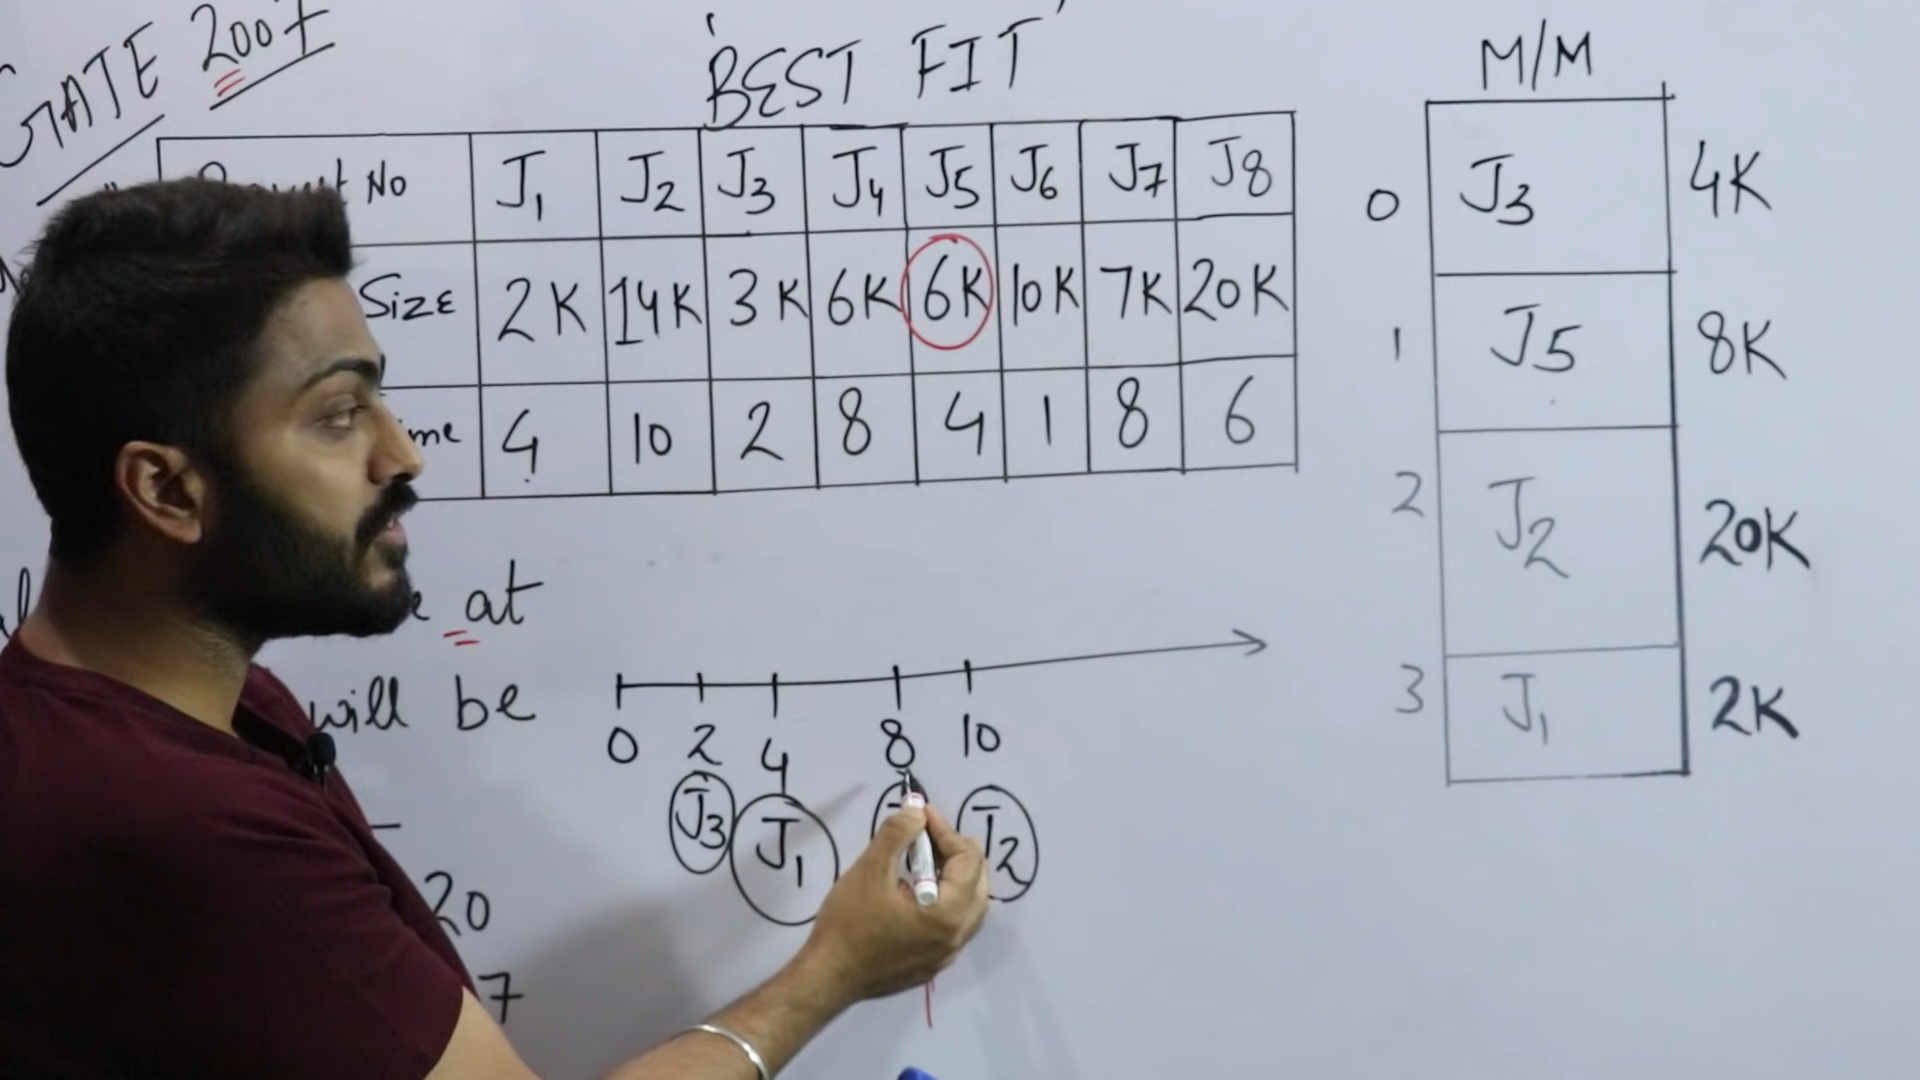 GATE 2007
BEST FIT
No J1 J2 J3 J4 J5 J6 J7 J8
Size 2K 14K 3K 6K 6K 10K 7K 20K
me 4 10 2 8 4 1 8 6
at
will be
20
7
0 2 4 8 10
J3 J1 J2
M/M
0 J3 4K
1 J5 8K
2 J2 20K
3 J1 2K